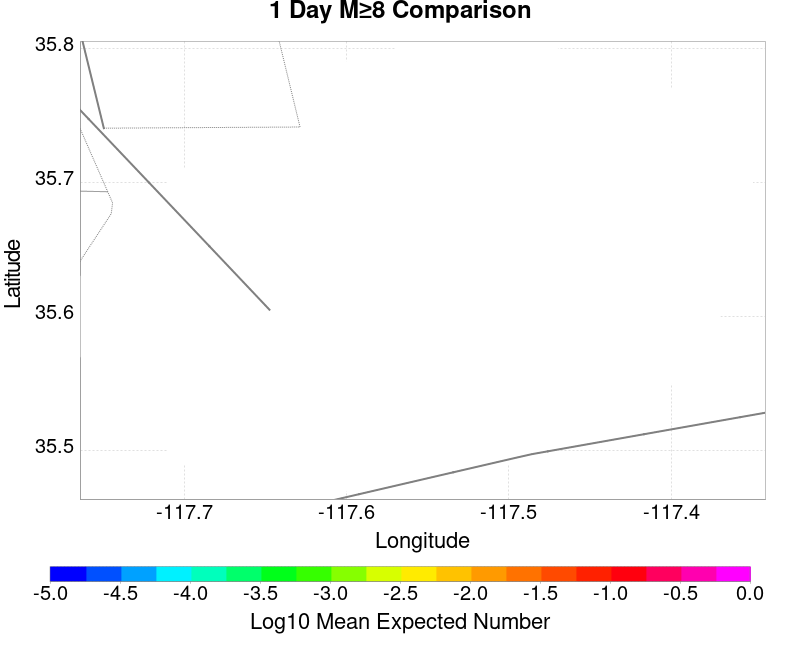 1 Day M≥8 Comparison
35.8
35.7
35.6
35.5
Latitude
-117.7 -117.6 -117.5 -117.4
Longitude
-5.0 -4.5 -4.0 -3.5 -3.0 -2.5 -2.0 -1.5 -1.0 -0.5 0.0
Log10 Mean Expected Number